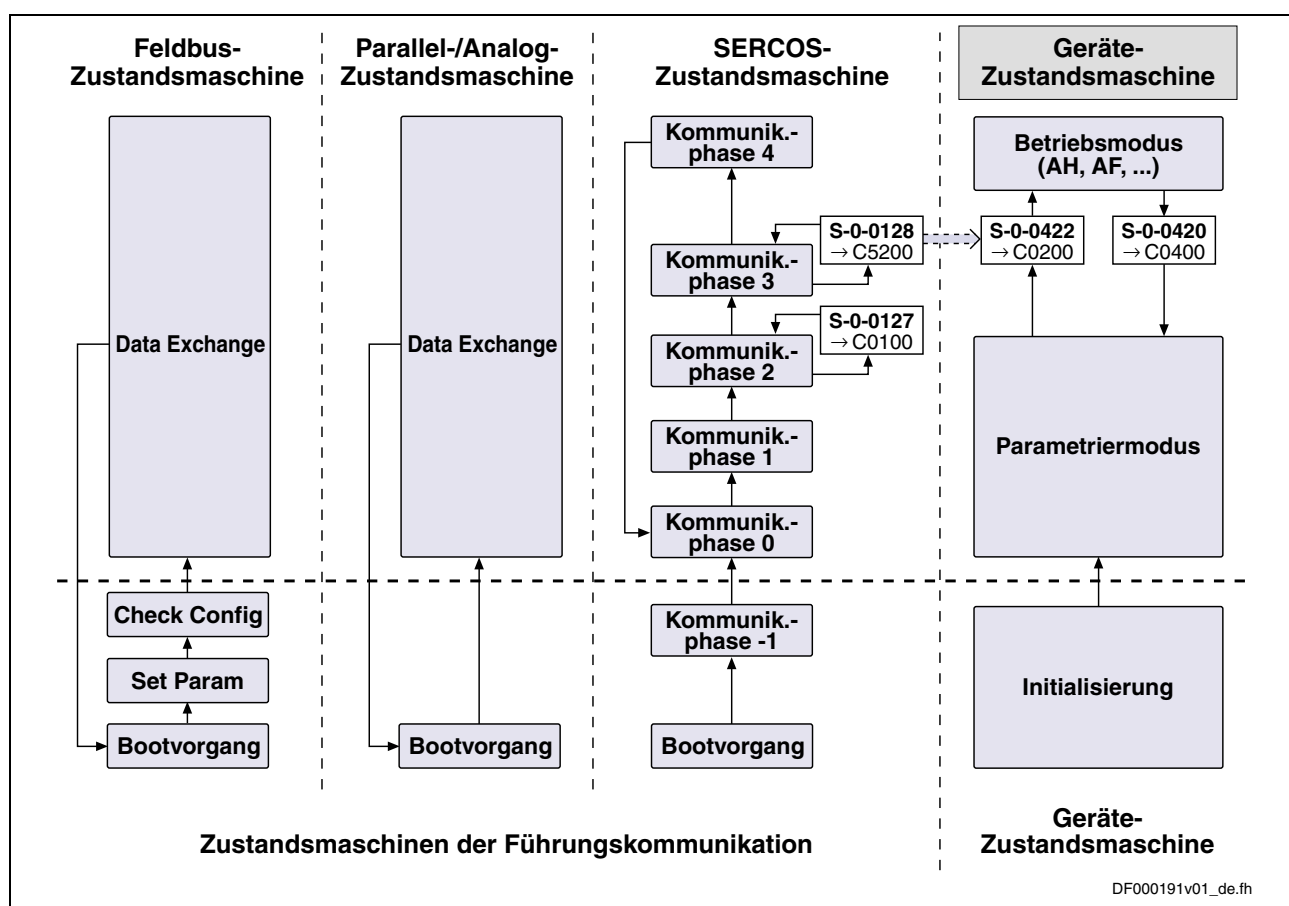 Feldbus-
Zustandsmaschine
Parallel-/Analog-
Zustandsmaschine
SERCOS-
Zustandsmaschine
Geräte-
Zustandsmaschine
Data Exchange
Check Config
Set Param
Bootvorgang
Data Exchange
Bootvorgang
Kommunik.-
phase 4
Kommunik.-
phase 3
S-0-0128
→ C5200
Kommunik.-
phase 2
S-0-0127
→ C0100
Kommunik.-
phase 1
Kommunik.-
phase 0
Kommunik.-
phase -1
Bootvorgang
Betriebsmodus
(AH, AF, ...)
S-0-0422
→ C0200
S-0-0420
→ C0400
Parametriermodus
Initialisierung
Zustandsmaschinen der Führungskommunikation
Geräte-
Zustandsmaschine
DF000191v01_de.fh